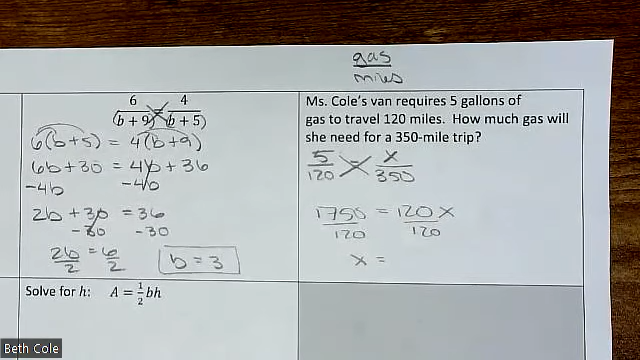 gas
miles
6 4
(b + 9) = (b + 5)
6(b+5) = 4(b+9)
6b+30 = 4b+36
-4b -4b
2b + 30 = 36
-30 -30
2b = 6
2 2
b = 3
Ms. Cole's van requires 5 gallons of
gas to travel 120 miles. How much gas will
she need for a 350-mile trip?
5 = x
120 350
1750 = 120x
120 120
x =
Solve for h: A = 1/2 bh
Beth Cole